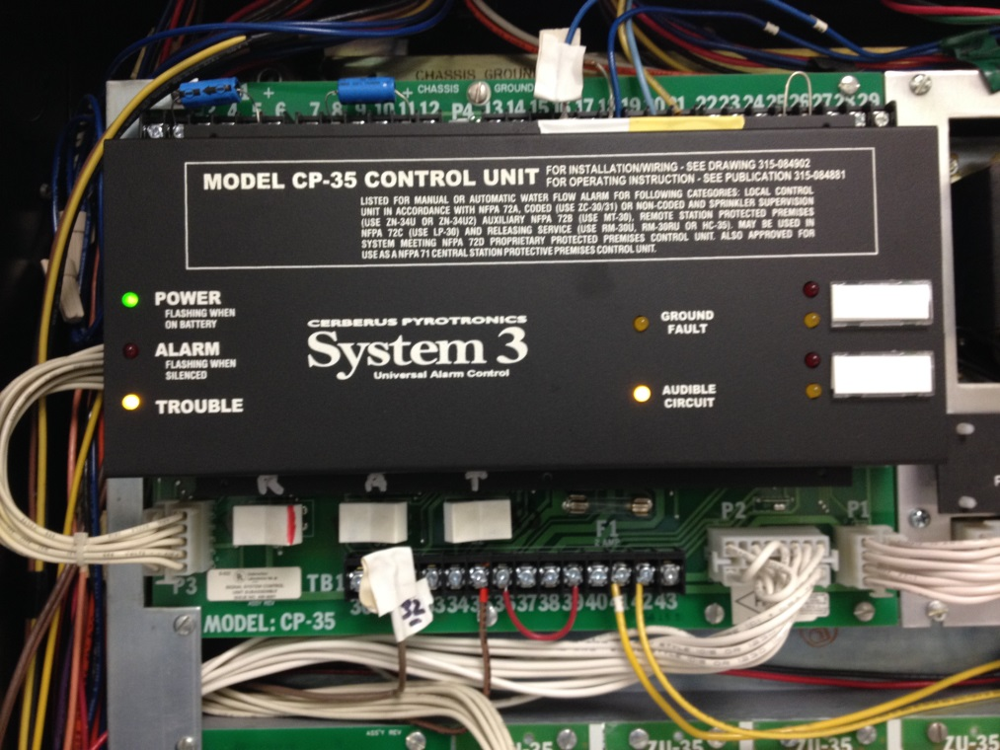 CHASSIS GROUND
+ CHASSIS GROUND
4 + 5 6 7 8 9 10 11 12 P4 13 14 15 16 17 18 19 20 21 22 23 24 25 26 27 28 29
MODEL CP-35 CONTROL UNIT
FOR INSTALLATION/WIRING - SEE DRAWING 315-084902
FOR OPERATING INSTRUCTION - SEE PUBLICATION 315-084881
LISTED FOR MANUAL OR AUTOMATIC WATER FLOW ALARM FOR FOLLOWING CATEGORIES: LOCAL CONTROL
UNIT IN ACCORDANCE WITH NFPA 72A, CODED (USE ZC-30/31) OR NON-CODED AND SPRINKLER SUPERVISION
(USE ZN-34U OR ZN-34U2) AUXILIARY NFPA 72B (USE MT-30), REMOTE STATION PROTECTED PREMISES
NFPA 72C (USE LP-30) AND RELEASING SERVICE (USE RM-30U, RM-30RU OR HC-35). MAY BE USED IN
SYSTEM MEETING NFPA 72D PROPRIETARY PROTECTED PREMISES CONTROL UNIT. ALSO APPROVED FOR
USE AS A NFPA 71 CENTRAL STATION PROTECTIVE PREMISES CONTROL UNIT.
POWER
FLASHING WHEN
ON BATTERY
ALARM
FLASHING WHEN
SILENCED
TROUBLE
CERBERUS PYROTRONICS
System 3
Universal Alarm Control
GROUND
FAULT
AUDIBLE
CIRCUIT
R A T
F1
P2
P1
P3
TB1
33 34 35 36 37 38 39 40 42 43
32
MODEL: CP-35
ASS'Y REV
ZU-35 ZU-35